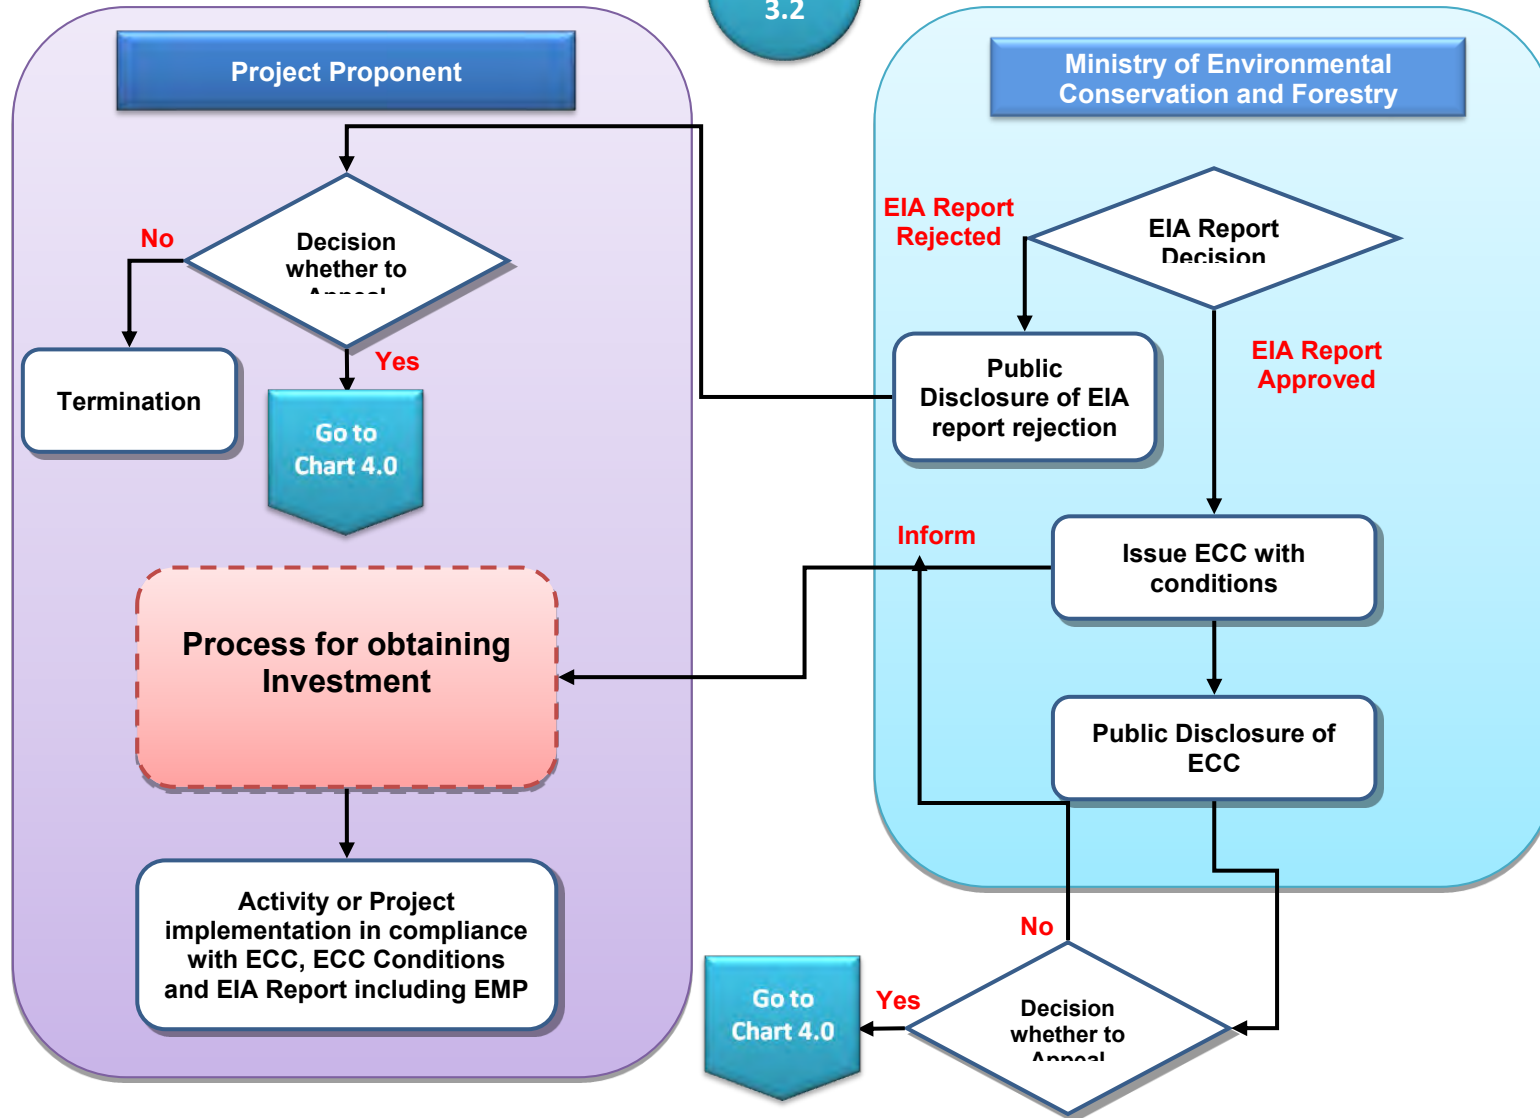 3.2
Project Proponent
Ministry of Environmental
Conservation and Forestry
EIA Report
Rejected
EIA Report
Decision
No
Decision
whether to
Appeal
Yes
EIA Report
Approved
Termination
Public
Disclosure of EIA
report rejection
Go to
Chart 4.0
Inform
Issue ECC with
conditions
Process for obtaining
Investment
Public Disclosure of
ECC
Activity or Project
implementation in compliance
with ECC, ECC Conditions
and EIA Report including EMP
No
Go to
Chart 4.0
Yes
Decision
whether to
Appeal